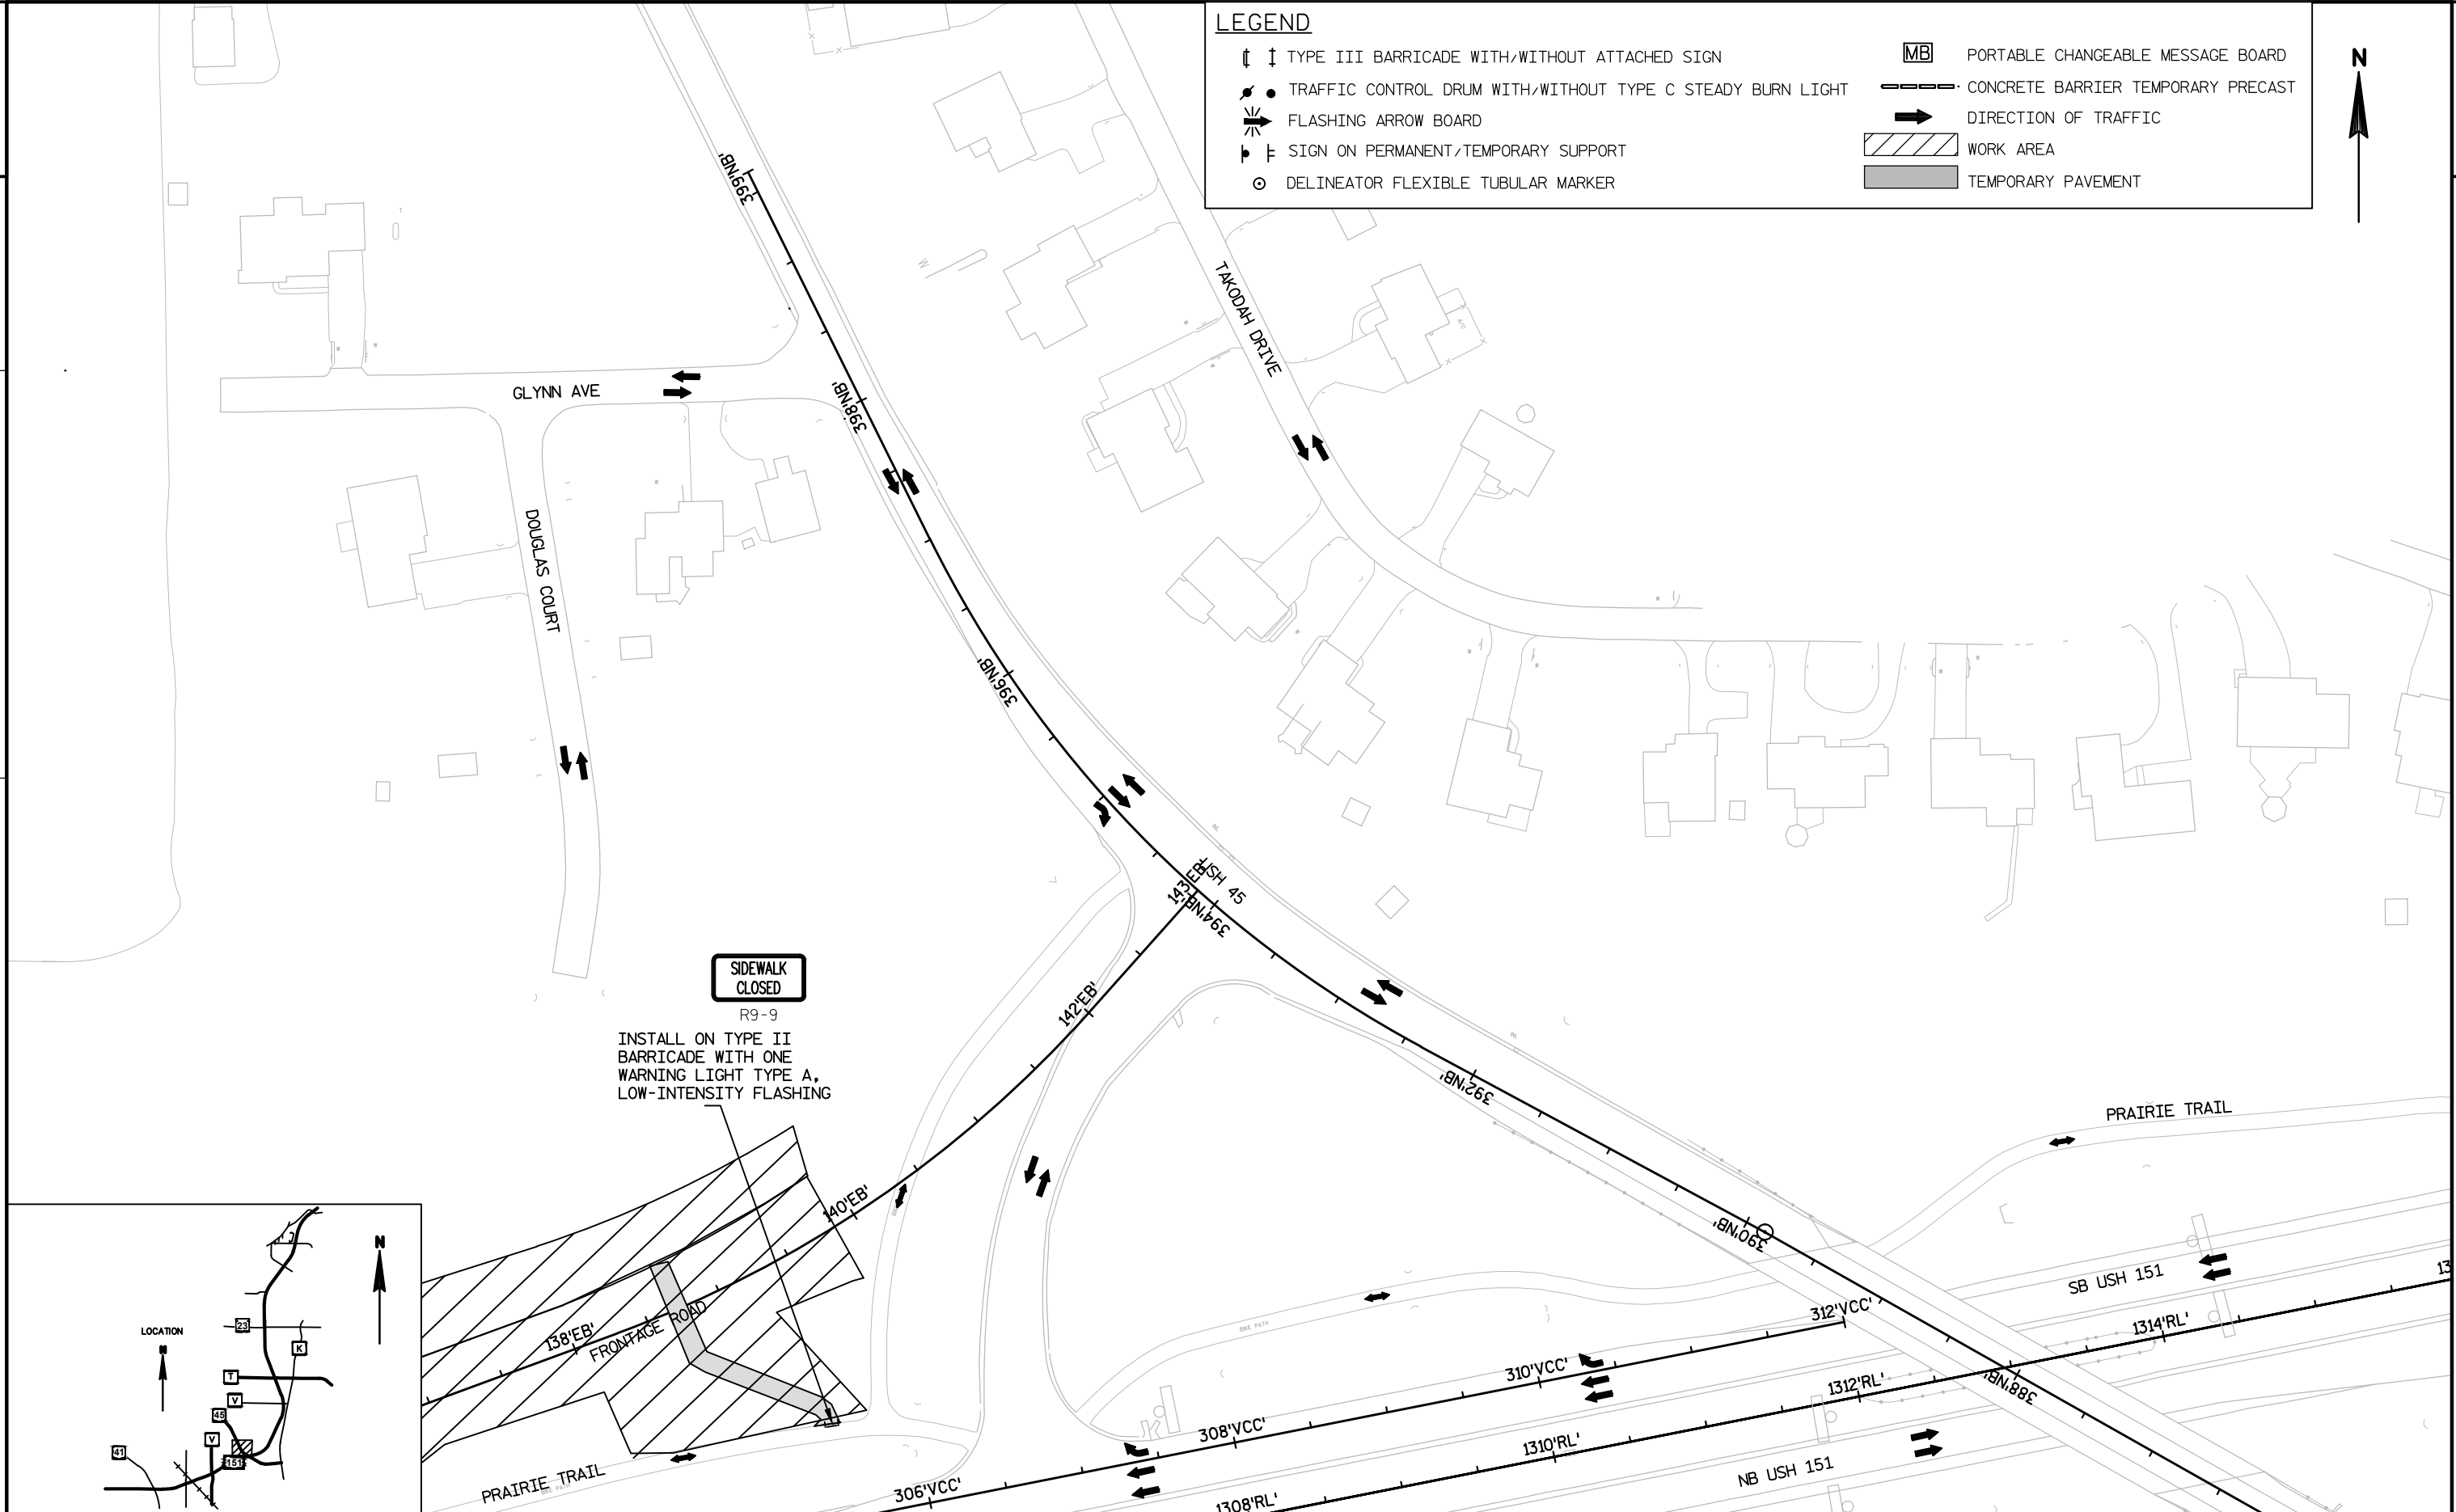 LEGEND
TYPE III BARRICADE WITH/WITHOUT ATTACHED SIGN
TRAFFIC CONTROL DRUM WITH/WITHOUT TYPE C STEADY BURN LIGHT
FLASHING ARROW BOARD
SIGN ON PERMANENT/TEMPORARY SUPPORT
DELINEATOR FLEXIBLE TUBULAR MARKER
MB PORTABLE CHANGEABLE MESSAGE BOARD
CONCRETE BARRIER TEMPORARY PRECAST
DIRECTION OF TRAFFIC
WORK AREA
TEMPORARY PAVEMENT
N
399'NB'
TAKODAH DRIVE
A/C
GLYNN AVE
398'NB'
DOUGLAS COURT
396'NB'
143'EB'
USH 45
394'NB'
SIDEWALK
CLOSED
R9-9
INSTALL ON TYPE II
BARRICADE WITH ONE
WARNING LIGHT TYPE A,
LOW-INTENSITY FLASHING
142'EB'
392'NB'
PRAIRIE TRAIL
140'EB'
390'NB'
SB USH 151
138'EB'
FRONTAGE ROAD
BIKE PATH
312'VCC'
1314'RL'
310'VCC'
1312'RL'
388'NB'
308'VCC'
1310'RL'
NB USH 151
PRAIRIE TRAIL
BIKE PATH
306'VCC'
1308'RL'
13
N
LOCATION
N
23
K
T
V
45
V
41
151